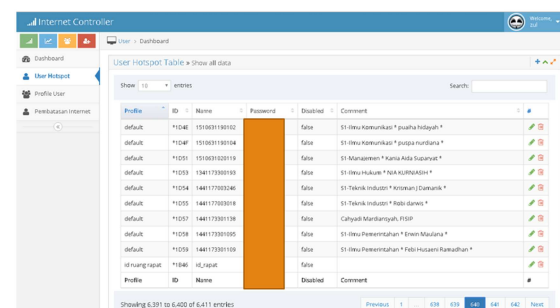 Internet Controller
Welcome,
zul
User › Dashboard
Dashboard
User Hotspot
Profile User
Pembatasan Internet
User Hotspot Table » Show all data
Show 10 entries
Search:
Profile ID Name Password Disabled Comment #
default *1D4E 1510631190102 false S1-Ilmu Komunikasi * puaiha hidayah *
default *1D4F 1510631190104 false S1-Ilmu Komunikasi * puspa nurdiana *
default *1D51 1510631020119 false S1-Manajemen * Kania Aida Supariyat *
default *1D53 1341173300193 false S1-Ilmu Hukum * NIA KURNIASIH *
default *1D54 1441177003246 false S1-Teknik Industri * Krisman J Damanik *
default *1D55 1441177003018 false S1-Teknik Industri * Robi darwis *
default *1D57 1441173301138 false Cahyadi Mardiansyah, FISIP
default *1D58 1441173301095 false S1-Ilmu Pemerintahan * Erwin Maulana *
default *1D59 1441173301109 false S1-Ilmu Pemerintahan * Febi Husaeni Ramadhan *
id ruang rapat *1B46 id_rapat false
Profile ID Name Disabled Comment #
Showing 6,391 to 6,400 of 6,411 entries
Previous 1 ... 638 639 640 641 642 Next